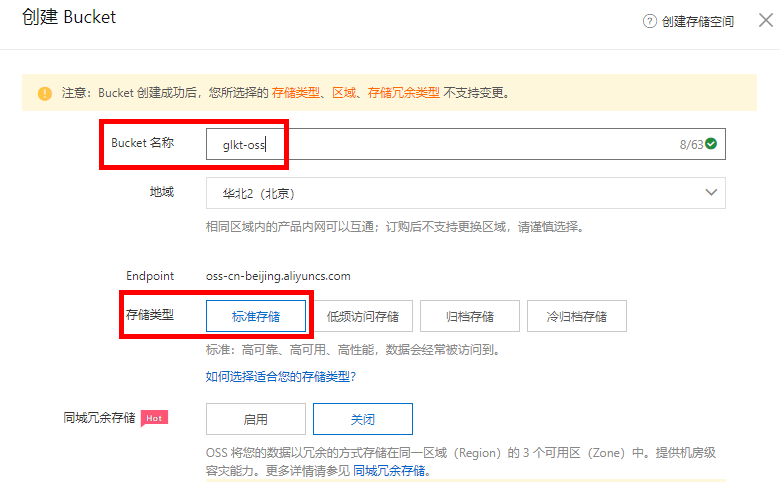 创建 Bucket
创建存储空间
注意：Bucket 创建成功后，您所选择的 存储类型、区域、存储冗余类型 不支持变更。
Bucket 名称 glkt-oss 8/63
地域 华北2（北京）
相同区域内的产品内网可以互通；订购后不支持更换区域，请谨慎选择。
Endpoint oss-cn-beijing.aliyuncs.com
存储类型 标准存储 低频访问存储 归档存储 冷归档存储
标准：高可靠、高可用、高性能，数据会经常被访问到。
如何选择适合您的存储类型？
同城冗余存储 Hot 启用 关闭
OSS 将您的数据以冗余的方式存储在同一区域（Region）的 3 个可用区（Zone）中。提供机房级
容灾能力。更多详情请参见 同城冗余存储。